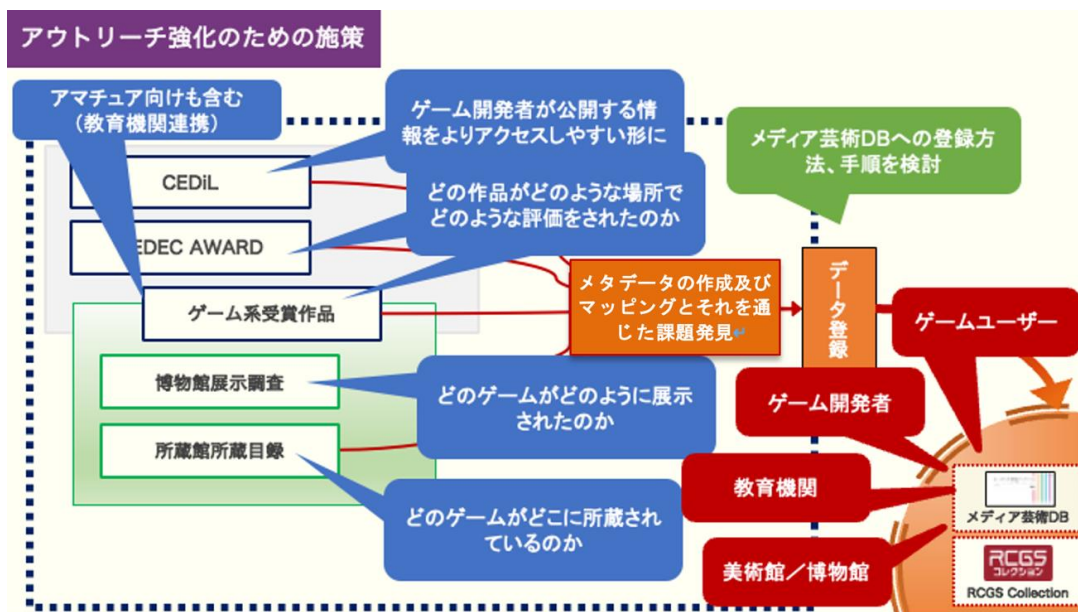 アウトリーチ強化のための施策
アマチュア向けも含む
（教育機関連携）
ゲーム開発者が公開する情
報をよりアクセスしやすい形に
メディア芸術DBへの登録方
法、手順を検討
CEDiL
どの作品がどのような場所で
どのような評価をされたのか
EDEC AWARD
ゲーム系受賞作品
メタデータの作成及び
マッピングとそれを通
じた課題発見↵
データ登録
ゲームユーザー
博物館展示調査
どのゲームがどのように展示
されたのか
ゲーム開発者
所蔵館所蔵目録
教育機関
どのゲームがどこに所蔵され
ているのか
メディア芸術DB
美術館／博物館
RCGS
コレクション
RCGS Collection